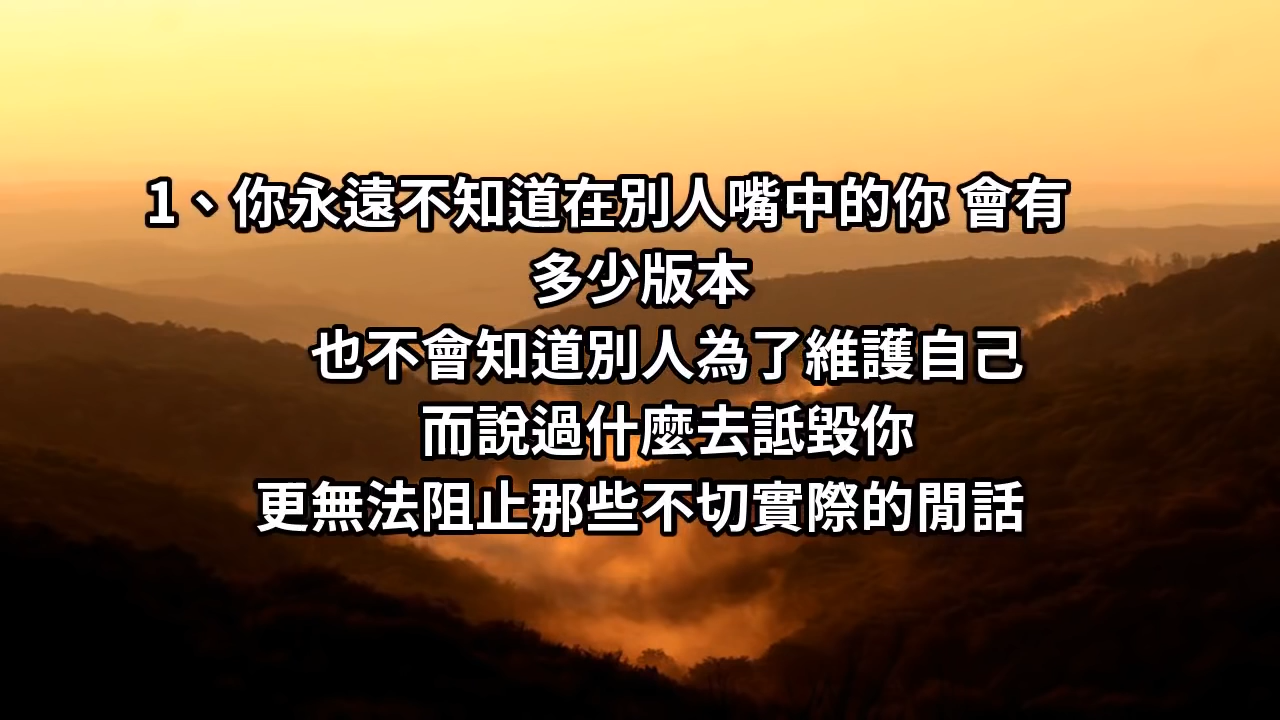 1、你永遠不知道在別人嘴中的你 會有
多少版本
也不會知道別人為了維護自己
而說過什麼去詆毀你
更無法阻止那些不切實際的閒話